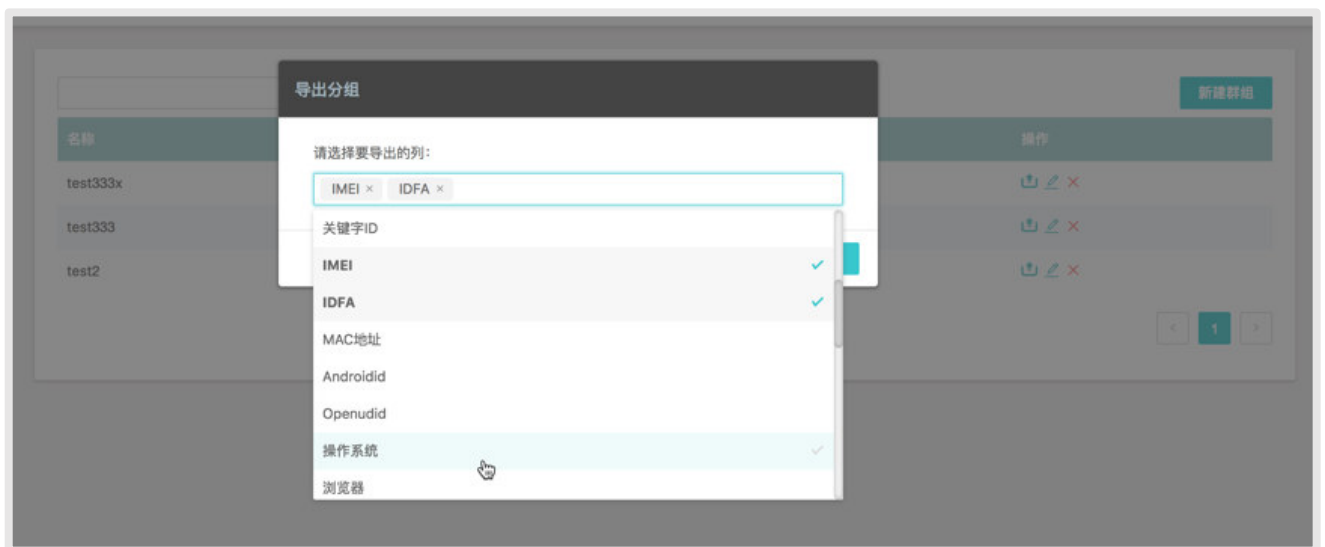 导出分组
新建群组
名称
操作
请选择要导出的列：
IMEI × IDFA ×
test333x
test333
test2
关键字ID
IMEI
IDFA
MAC地址
Androidid
Openudid
操作系统
浏览器
< 1 >